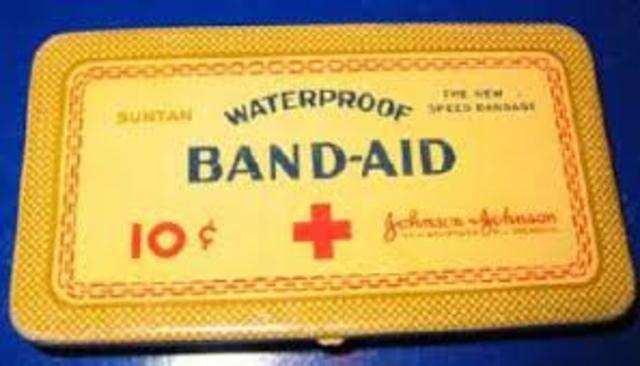 SUNTAN
WATERPROOF
THE NEW
SPEED BANDAGE
BAND-AID
10¢
Johnson & Johnson